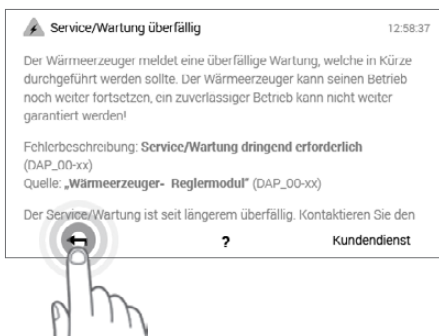 Service/Wartung überfällig 12:58:37
Der Wärmeerzeuger meldet eine überfällige Wartung, welche in Kürze
durchgeführt werden sollte. Der Wärmeerzeuger kann seinen Betrieb
noch weiter fortsetzen, ein zuverlässiger Betrieb kann nicht weiter
garantiert werden!
Fehlerbeschreibung: Service/Wartung dringend erforderlich
(DAP_00-xx)
Quelle: „Wärmeerzeuger- Reglermodul" (DAP_00-xx)
Der Service/Wartung ist seit längerem überfällig. Kontaktieren Sie den
? Kundendienst